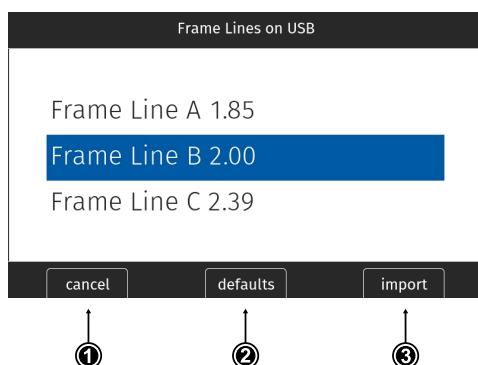 Frame Lines on USB
Frame Line A 1.85
Frame Line B 2.00
Frame Line C 2.39
cancel defaults import
1 2 3